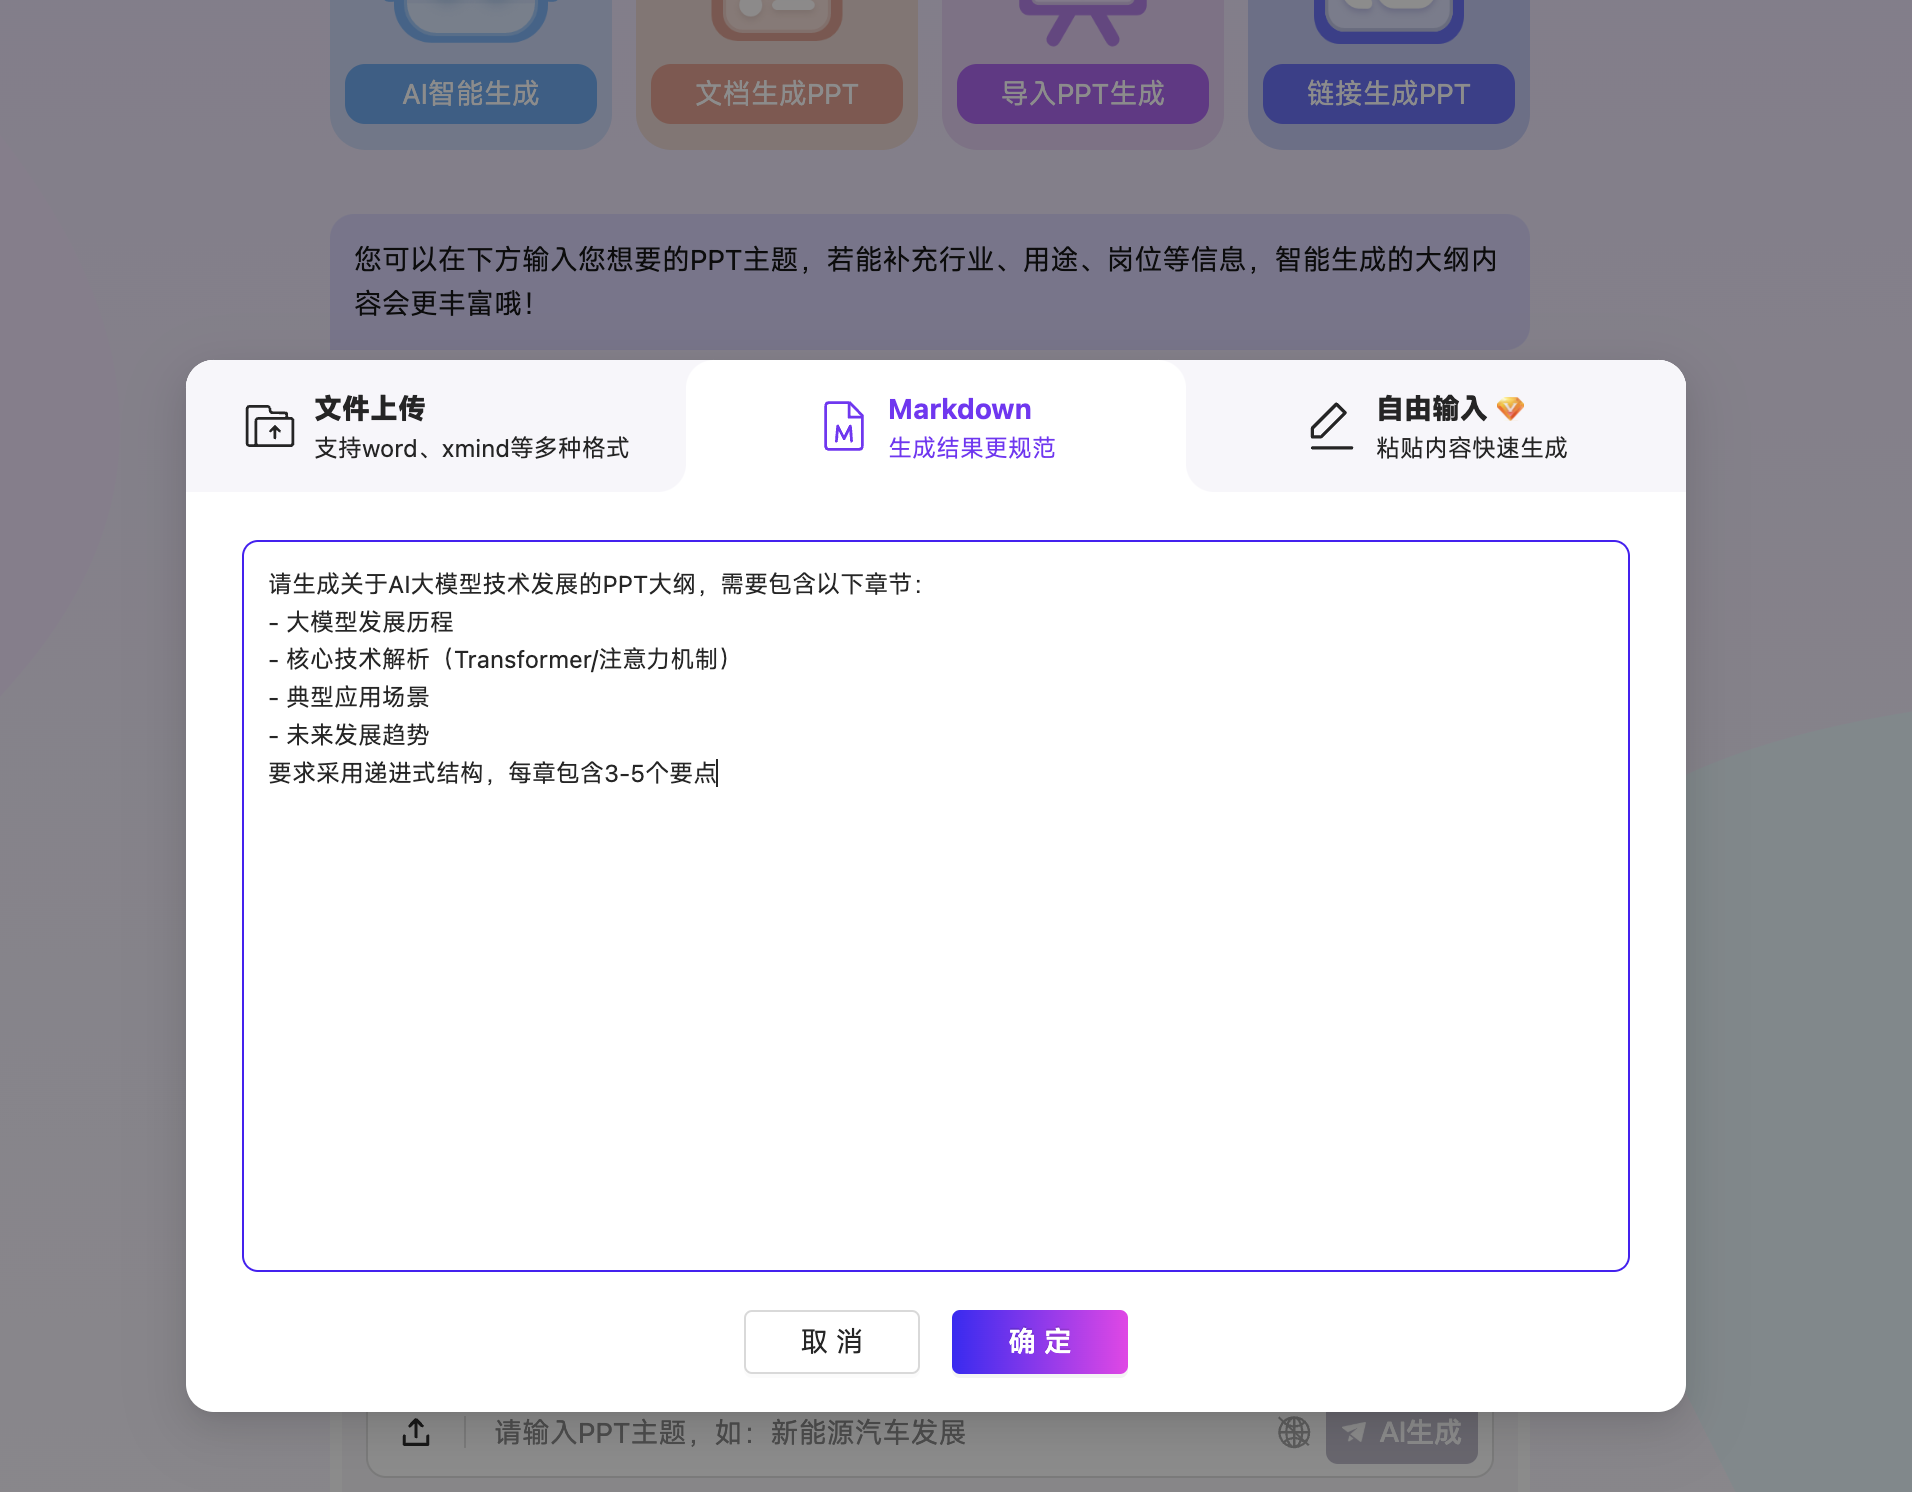 AI智能生成
文档生成PPT
导入PPT生成
链接生成PPT
您可以在下方输入您想要的PPT主题，若能补充行业、用途、岗位等信息，智能生成的大纲内
容会更丰富哦！
文件上传
支持word、xmind等多种格式
Markdown
生成结果更规范
自由输入
粘贴内容快速生成
请生成关于AI大模型技术发展的PPT大纲，需要包含以下章节：
- 大模型发展历程
- 核心技术解析（Transformer/注意力机制）
- 典型应用场景
- 未来发展趋势
要求采用递进式结构，每章包含3-5个要点
取 消
确 定
请输入PPT主题，如：新能源汽车发展
AI生成